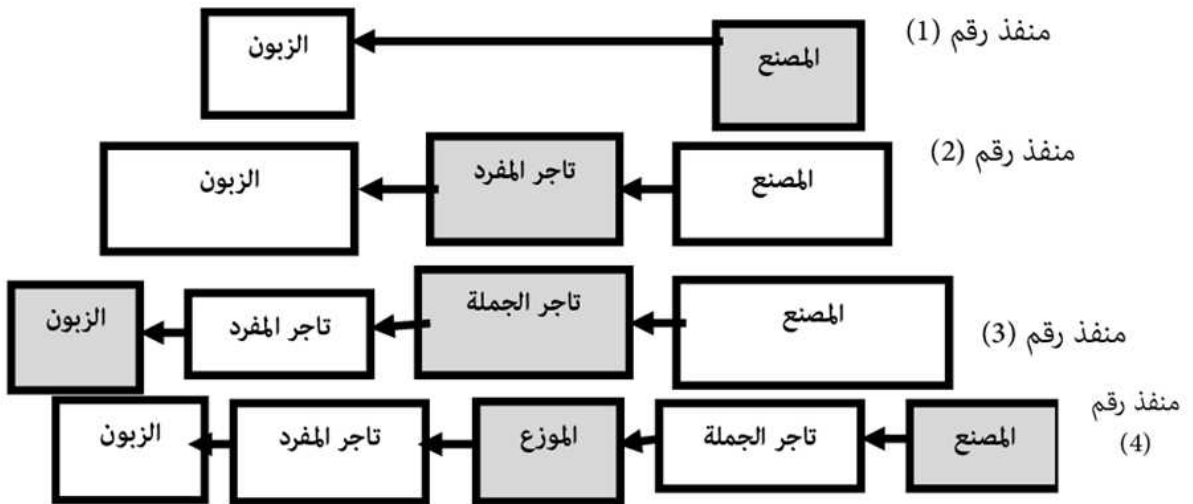 منفذ رقم (1)
المصنع
الزبون
منفذ رقم (2)
المصنع
تاجر المفرد
الزبون
منفذ رقم (3)
المصنع
تاجر الجملة
تاجر المفرد
الزبون
منفذ رقم
(4)
المصنع
تاجر الجملة
الموزع
تاجر المفرد
الزبون